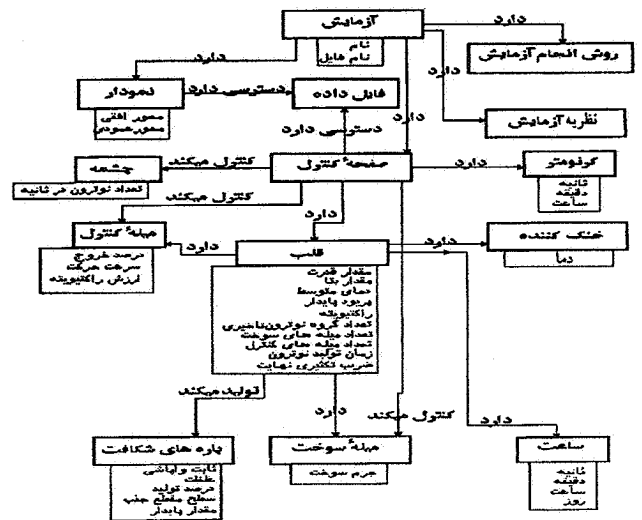 آزمایش
نام
نام فایل
دارد
دارد
دارد
دارد
دارد
روش انجام آزمایش
نمودار
محور افقی
محور عمودی
دسترسی دارد
فایل داده
نظریه آزمایش
دسترسی دارد
صفحهٔ کنترل
کنترل میکند
چشمه
تعداد نوترون در ثانیه
دارد
کرنومتر
ثانیه
دقیقه
ساعت
کنترل میکند
دارد
میلهٔ کنترل
درصد خروج
سرعت حرکت
ارزش راکتیویته
دارد
قلب
مقدار قدرت
مقدار بتا
دمای متوسط
پریود پایدار
راکتیویته
تعداد گروه نوترون تاخیری
تعداد میله های سوخت
تعداد میله های کنترل
زمان تولید نوترون
ضریب تکثیری نهایت
دارد
خنک کننده
دما
تولید میکند
دارد
کنترل میکند
دارد
پاره های شکافت
ثابت واپاشی
غلظت
درصد تولید
سطح مقطع جذب
مقدار پایدار
میلهٔ سوخت
جرم سوخت
ساعت
ثانیه
دقیقه
ساعت
روز